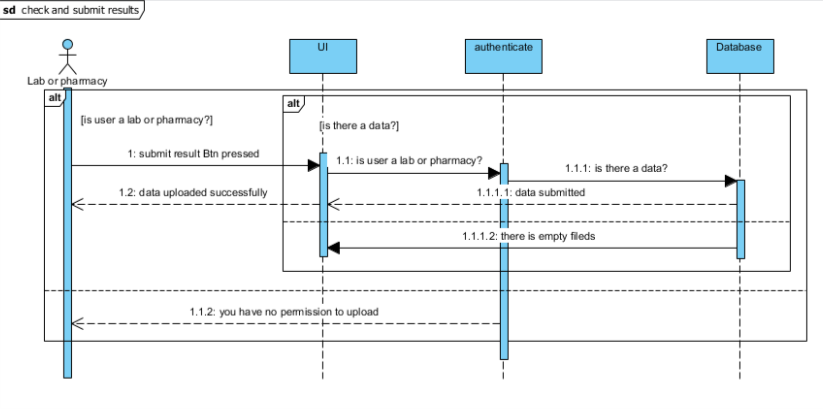 sd check and submit results
UI
authenticate
Database
Lab or pharmacy
alt
alt
[is user a lab or pharmacy?]
[is there a data?]
1: submit result Btn pressed
1.1: is user a lab or pharmacy?
1.1.1: is there a data?
1.2: data uploaded successfully
1.1.1.1: data submitted
1.1.1.2: there is empty fileds
1.1.2: you have no permission to upload